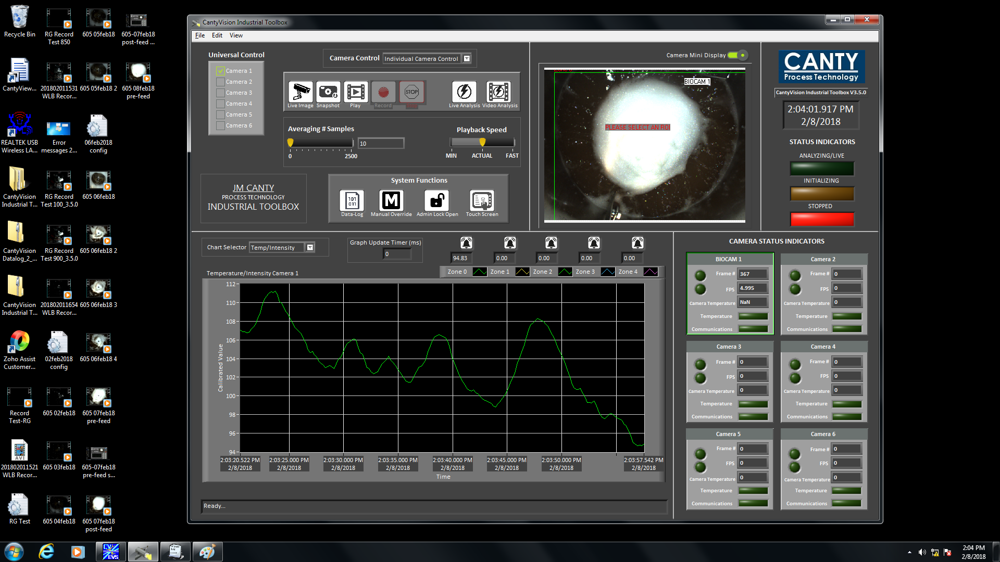 Recycle Bin
RG Record
Test 850
605 05feb18
605-07feb18
post-feed ...
CantyView...
201802011531
WLB Recor...
605 05feb18 2
605 08feb18
pre-feed
REALTEK USB
Wireless LA...
Error
messages 2...
06feb2018
config
CantyVision
Industrial T...
RG Record
Test 100_3.5.0
605 06feb18
CantyVision
Datalog_2_...
RG Record
Test 900_3.5.0
605 06feb18 2
CantyVision
Industrial T...
201802011654
WLB Recor...
605 06feb18 3
Zoho Assist
Customer...
02feb2018
config
605 06feb18 4
Record
Test-RG
605 02feb18
605 07feb18
pre-feed
AVI
201802011521
WLB Recor...
605 03feb18
605-07feb18
pre-feed s...
RG Test
605 04feb18
605 07feb18
post-feed
CantyVision Industrial Toolbox
File Edit View
Universal Control
Camera 1
Camera 2
Camera 3
Camera 4
Camera 5
Camera 6
Camera Control Individual Camera Control
STOP
Live Image Snapshot Play Record Live Analysis Video Analysis
Averaging # Samples
10
0 2500
Playback Speed
MIN ACTUAL FAST
JM CANTY
PROCESS TECHNOLOGY
INDUSTRIAL TOOLBOX
System Functions
101
011
M
Data-Log Manual Override Admin Lock Open Touch Screen
Camera Mini Display
BIOCAM 1
PLEASE SELECT AN ROI
CANTY
Process Technology
CantyVision Industrial Toolbox V3.5.0
2:04:01.917 PM
2/8/2018
STATUS INDICATORS
ANALYZING/LIVE
INITIALIZING
STOPPED
Chart Selector Temp/Intensity
Graph Update Timer (ms)
0
94.83 0.00 0.00 0.00 0.00
Zone 0 Zone 1 Zone 2 Zone 3 Zone 4
Temperature/Intensity Camera 1
Calibrated Value
112
110
108
106
104
102
100
98
96
94
2:03:20.522 PM 2:03:25.000 PM 2:03:30.000 PM 2:03:35.000 PM 2:03:40.000 PM 2:03:45.000 PM 2:03:50.000 PM 2:03:57.542 PM
2/8/2018 2/8/2018 2/8/2018 2/8/2018 2/8/2018 2/8/2018 2/8/2018 2/8/2018
Time
Ready...
CAMERA STATUS INDICATORS
BIOCAM 1
Frame # 367
FPS 4.995
Camera Temperature NaN
Temperature
Communications
Camera 2
Frame # 0
FPS 0
Camera Temperature 0
Temperature
Communications
Camera 3
Frame # 0
FPS 0
Camera Temperature 0
Temperature
Communications
Camera 4
Frame # 0
FPS 0
Camera Temperature 0
Temperature
Communications
Camera 5
Frame # 0
FPS 0
Camera Temperature 0
Temperature
Communications
Camera 6
Frame # 0
FPS 0
Camera Temperature 0
Temperature
Communications
2:04 PM
2/8/2018